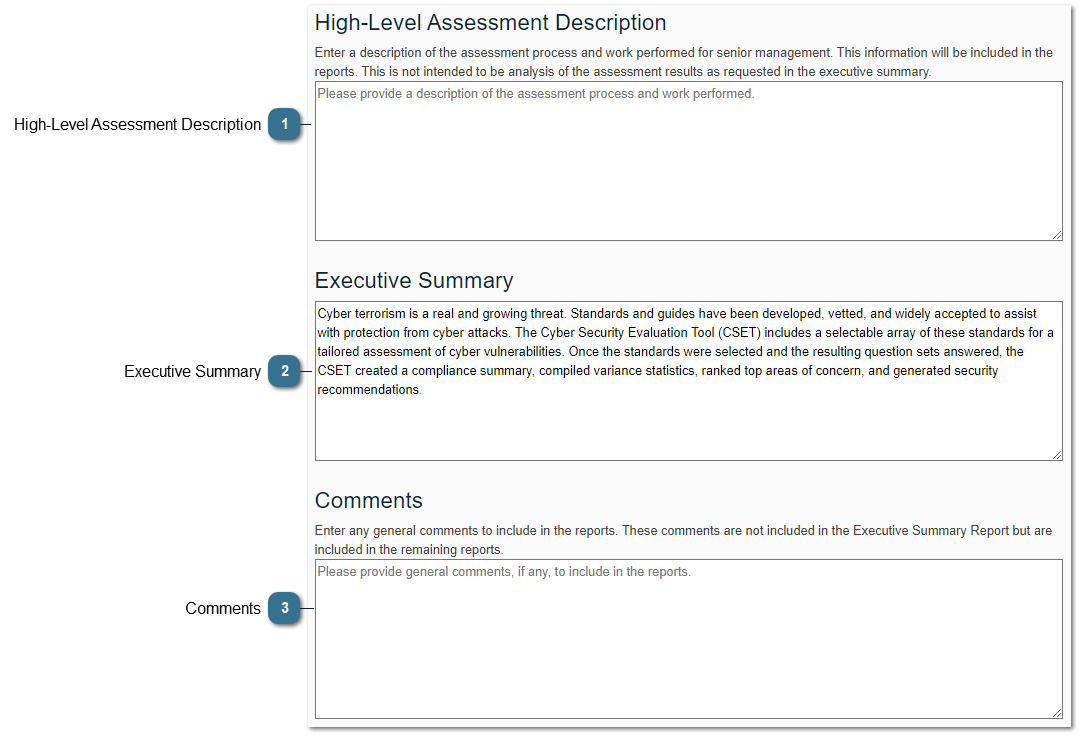 High-Level Assessment Description
Enter a description of the assessment process and work performed for senior management. This information will be included in the
reports. This is not intended to be analysis of the assessment results as requested in the executive summary.
Please provide a description of the assessment process and work performed.
High-Level Assessment Description 1
Executive Summary
Cyber terrorism is a real and growing threat. Standards and guides have been developed, vetted, and widely accepted to assist
with protection from cyber attacks. The Cyber Security Evaluation Tool (CSET) includes a selectable array of these standards for a
tailored assessment of cyber vulnerabilities. Once the standards were selected and the resulting question sets answered, the
Executive Summary 2
CSET created a compliance summary, compiled variance statistics, ranked top areas of concern, and generated security
recommendations.
Comments
Enter any general comments to include in the reports. These comments are not included in the Executive Summary Report but are
included in the remaining reports.
Please provide general comments, if any, to include in the reports.
Comments 3